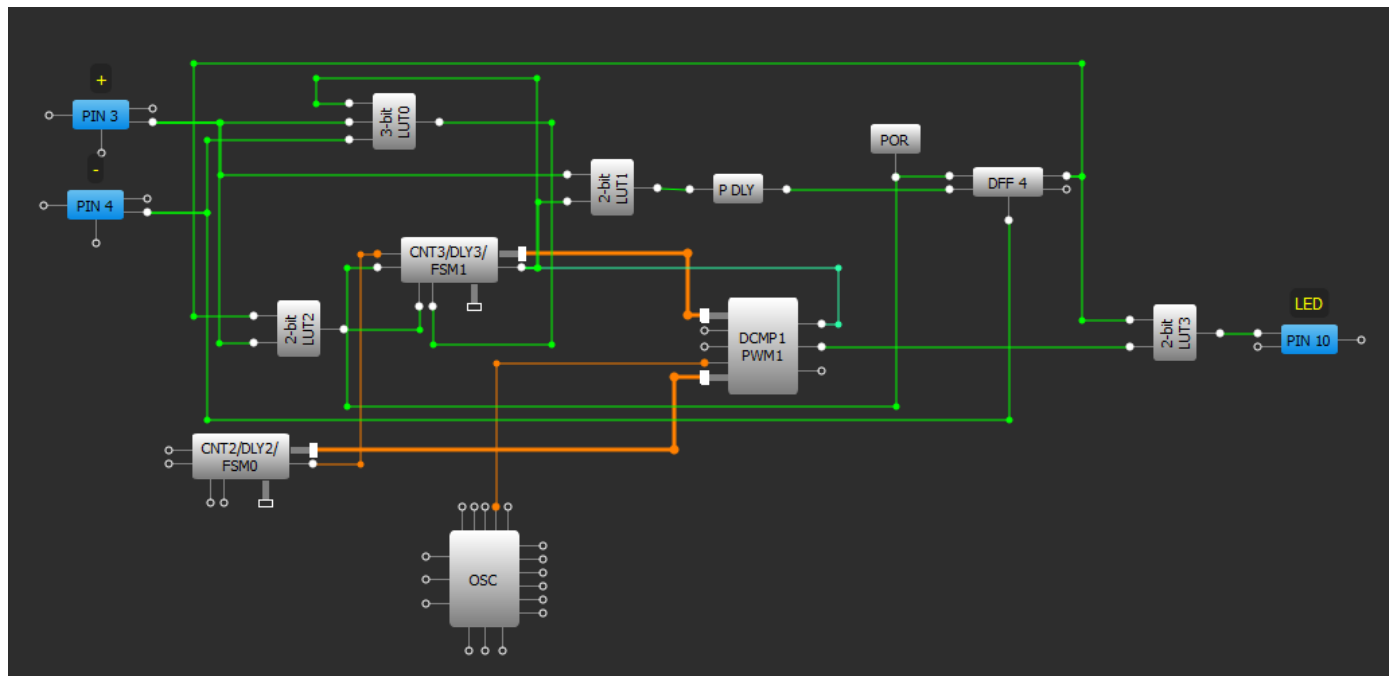 +
PIN 3
-
PIN 4
3-bit
LUT0
2-bit
LUT1
P DLY
POR
DFF 4
CNT3/DLY3/
FSM1
2-bit
LUT2
DCMP1
PWM1
2-bit
LUT3
LED
PIN 10
CNT2/DLY2/
FSM0
OSC